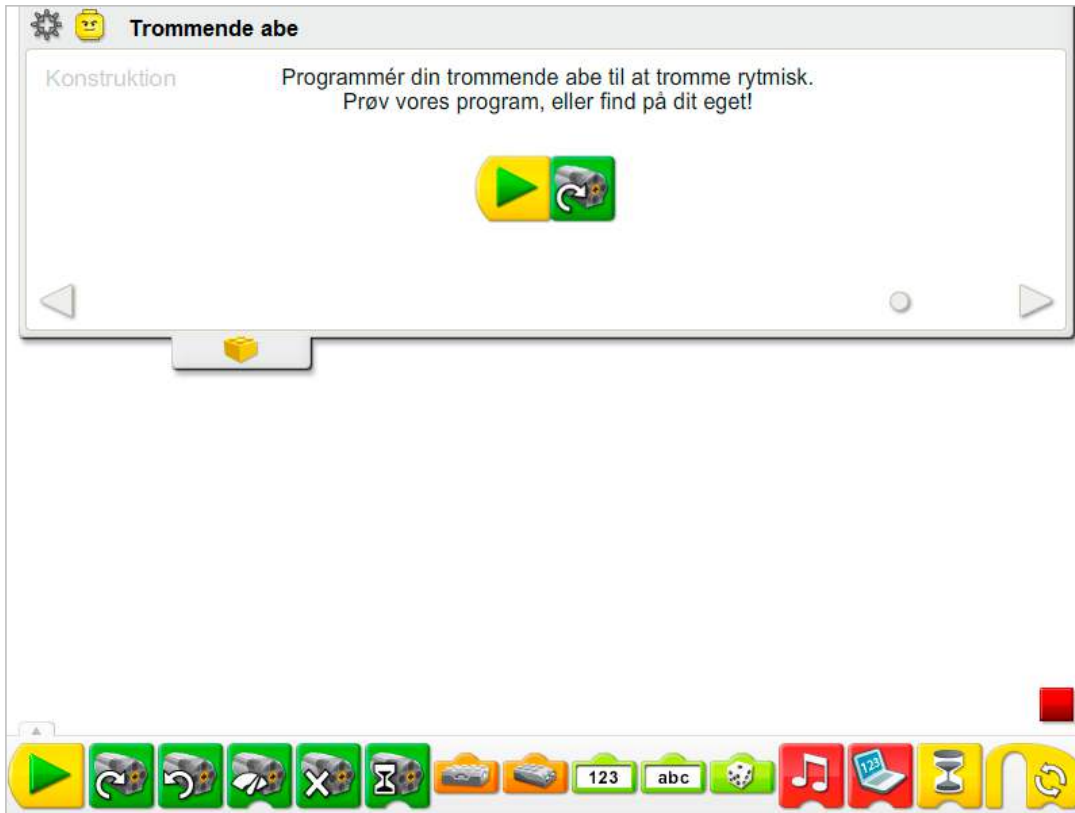 Trommende abe
Konstruktion
Programmér din trommende abe til at tromme rytmisk.
Prøv vores program, eller find på dit eget!
123
abc
123